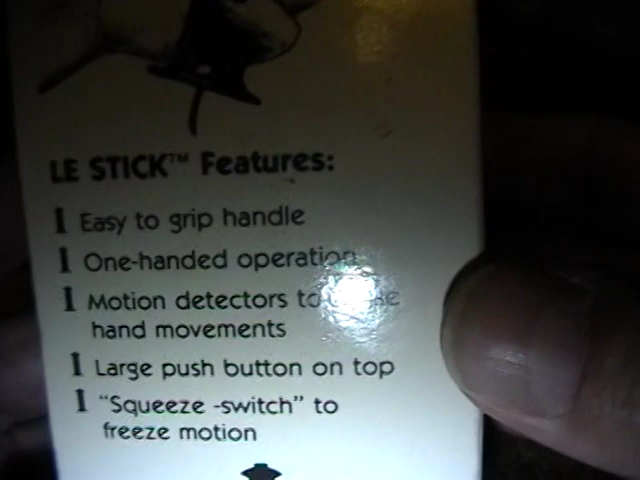 LE STICK™ Features:
Easy to grip handle
One-handed operation
Motion detectors to
hand movements
Large push button on top
"Squeeze -switch" to
freeze motion